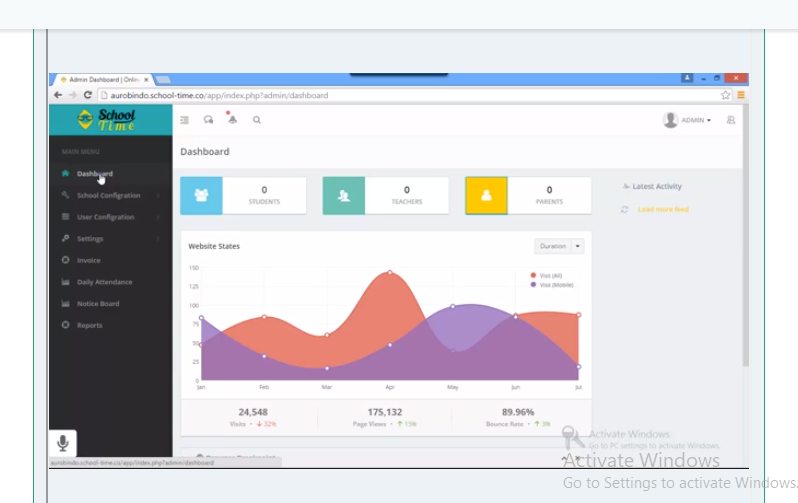 Admin Dashboard | Onlin
aurobindo.school-time.co/app/index.php?admin/dashboard
School
Time
ADMIN
MAIN MENU
Dashboard
School Configration
User Configration
Settings
Invoice
Daily Attendance
Notice Board
Reports
Dashboard
0
STUDENTS
0
TEACHERS
0
PARENTS
Latest Activity
Load more feed
Website States
Duration
Visit (All)
Visit (Mobile)
150
125
100
75
50
25
0
Jan Feb Mar Apr May Jun Jul
24,548
Visits • 32%
175,132
Page Views • 15%
89.96%
Bounce Rate • 3%
aurobindo.school-time.co/app/index.php?admin/dashboard
Activate Windows
Go to PC settings to activate Windows.
Activate Windows
Go to Settings to activate Windows.